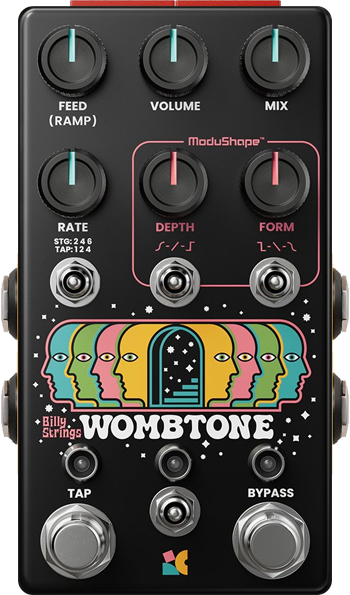 FEED
(RAMP)
VOLUME
MIX
ModuShape™
RATE
DEPTH
FORM
STG: 2 4 6
TAP: 1 2 4
Billy
Strings
WOMBTONE
TAP
BYPASS